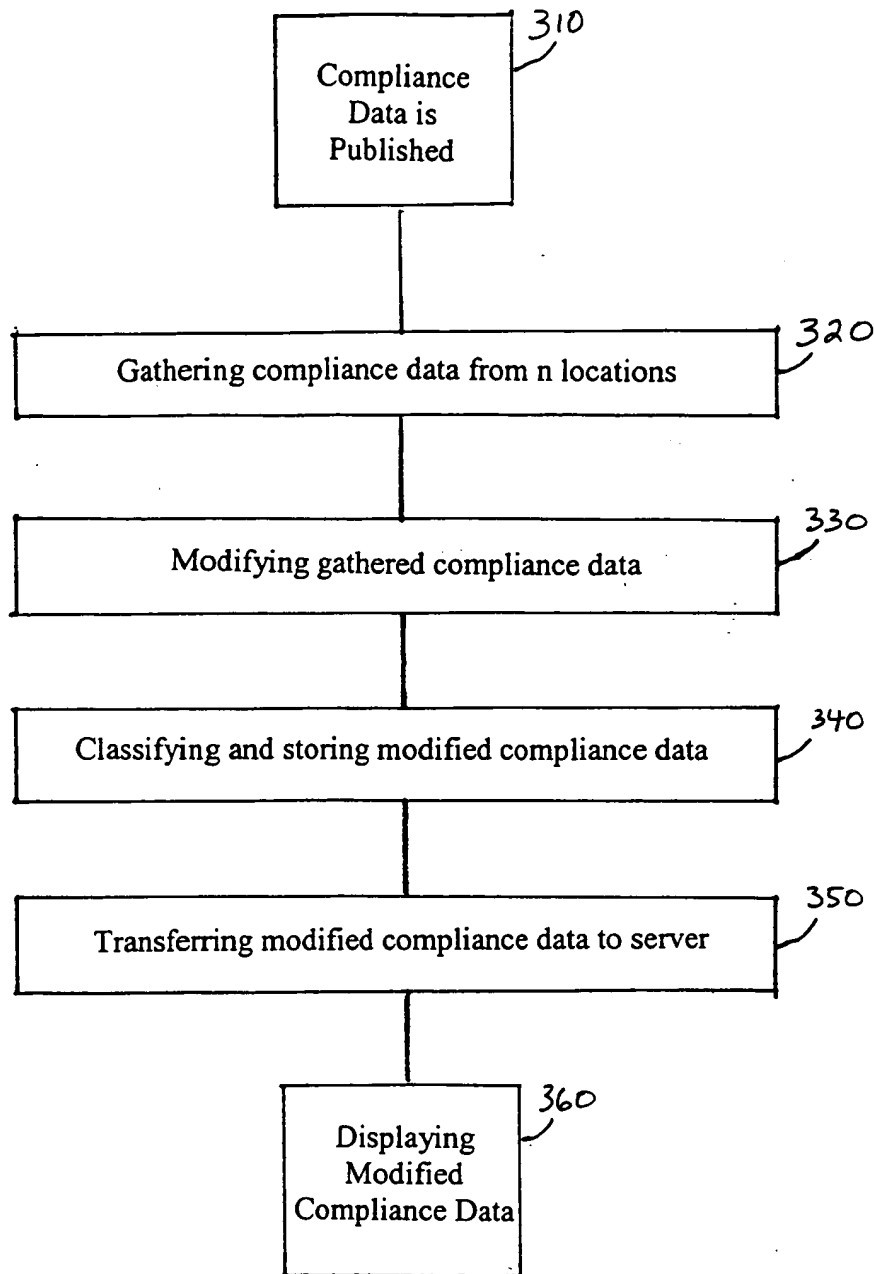 310
Compliance
Data is
Published
320
Gathering compliance data from n locations
330
Modifying gathered compliance data
340
Classifying and storing modified compliance data
350
Transferring modified compliance data to server
360
Displaying
Modified
Compliance Data